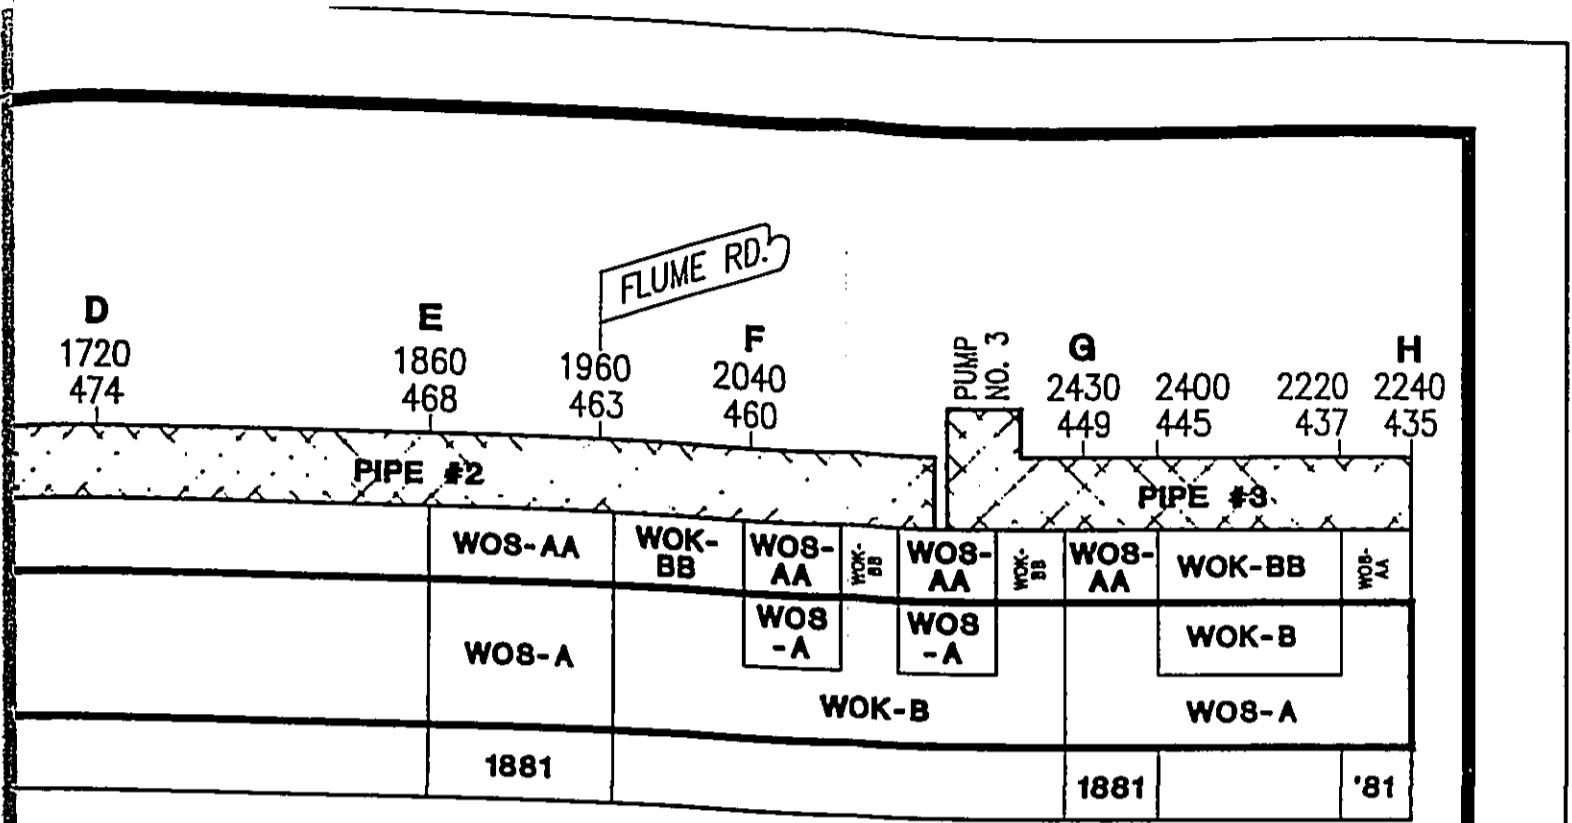 FLUME RD.
D
1720
474
E
1860
468
1960
463
F
2040
460
PUMP
NO. 3
G
2430
449
2400
445
2220
437
H
2240
435
PIPE #2
PIPE #3
WOS-AA
WOK-
BB
WOS-
AA
WOK-
BB
WOS-
AA
WOK-
BB
WOS-
AA
WOK-BB
WOS-
AA
WOS-A
WOS
-A
WOS
-A
WOK-B
WOK-B
WOS-A
1881
1881
'81